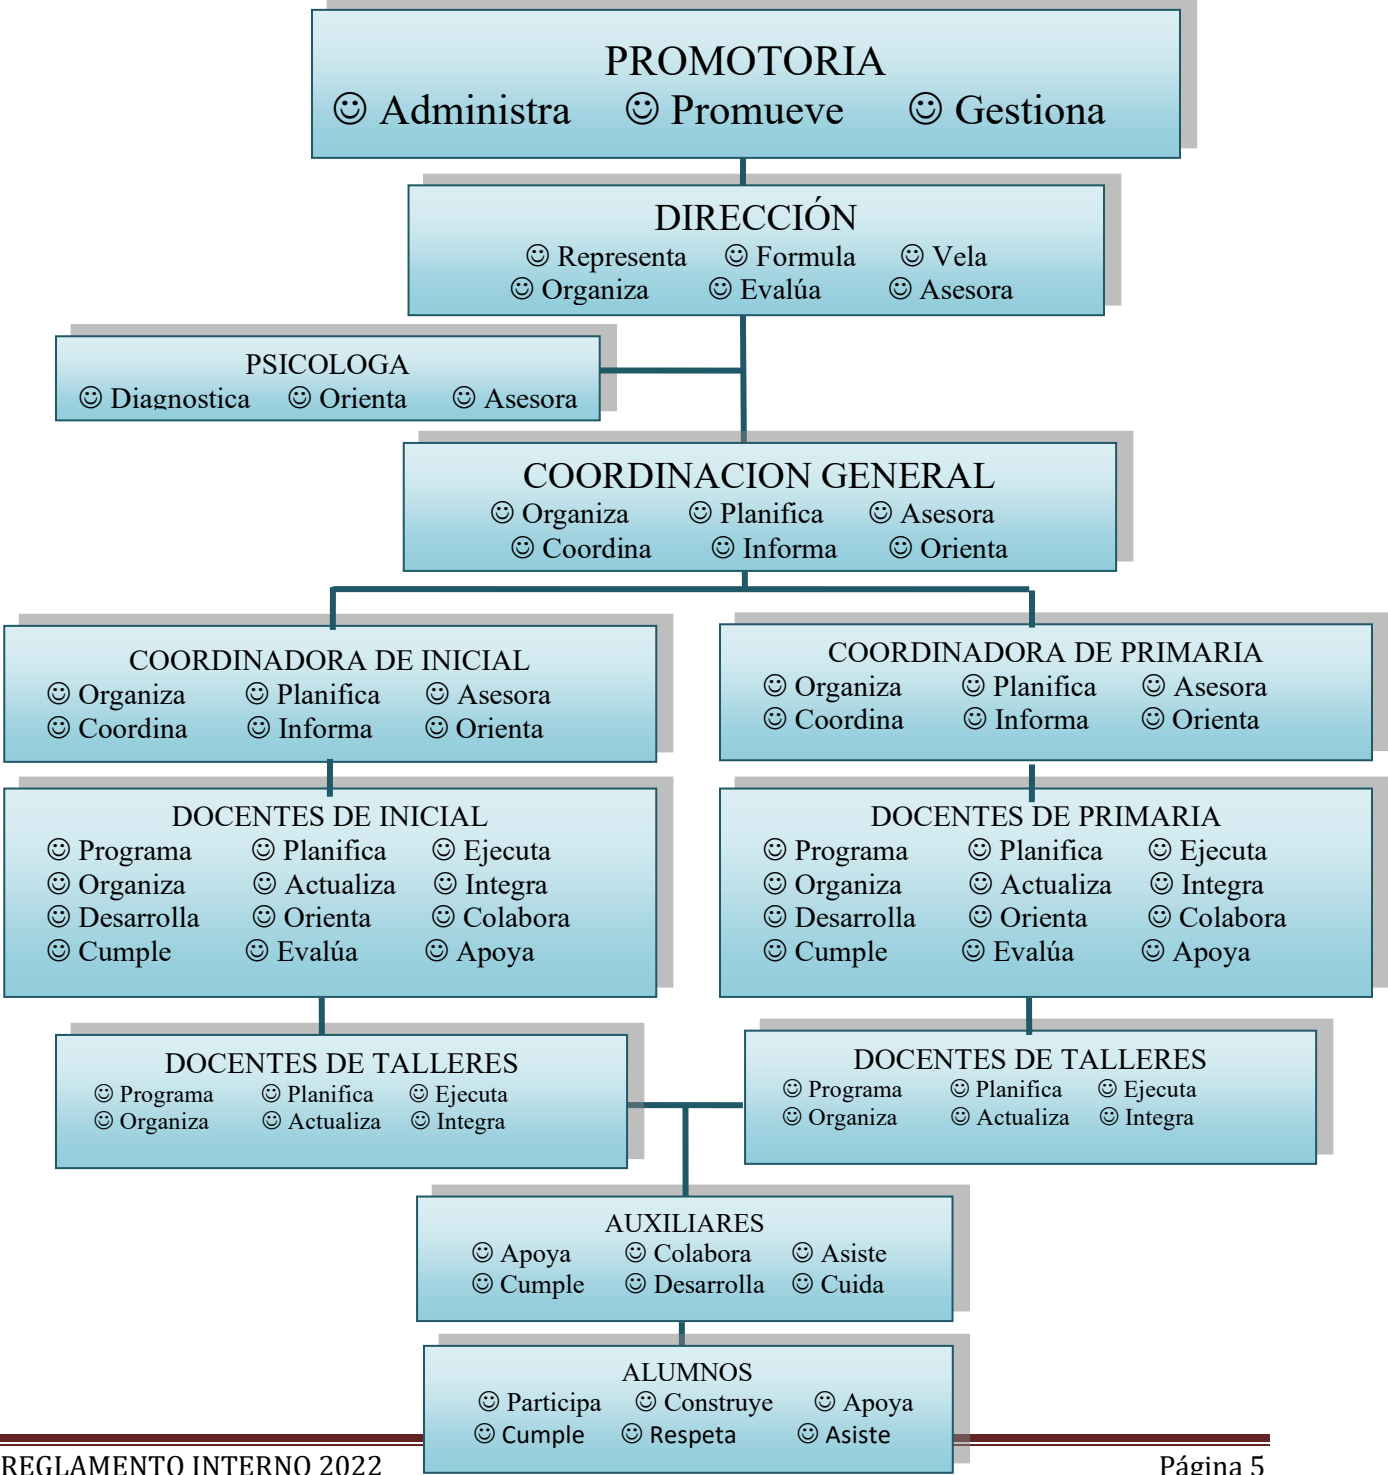 PROMOTORIA
☺ Administra ☺ Promueve ☺ Gestiona
DIRECCIÓN
☺ Representa ☺ Formula ☺ Vela
☺ Organiza ☺ Evalúa ☺ Asesora
PSICOLOGA
☺ Diagnostica ☺ Orienta ☺ Asesora
COORDINACION GENERAL
☺ Organiza ☺ Planifica ☺ Asesora
☺ Coordina ☺ Informa ☺ Orienta
COORDINADORA DE INICIAL
☺ Organiza ☺ Planifica ☺ Asesora
☺ Coordina ☺ Informa ☺ Orienta
COORDINADORA DE PRIMARIA
☺ Organiza ☺ Planifica ☺ Asesora
☺ Coordina ☺ Informa ☺ Orienta
DOCENTES DE INICIAL
☺ Programa ☺ Planifica ☺ Ejecuta
☺ Organiza ☺ Actualiza ☺ Integra
☺ Desarrolla ☺ Orienta ☺ Colabora
☺ Cumple ☺ Evalúa ☺ Apoya
DOCENTES DE PRIMARIA
☺ Programa ☺ Planifica ☺ Ejecuta
☺ Organiza ☺ Actualiza ☺ Integra
☺ Desarrolla ☺ Orienta ☺ Colabora
☺ Cumple ☺ Evalúa ☺ Apoya
DOCENTES DE TALLERES
☺ Programa ☺ Planifica ☺ Ejecuta
☺ Organiza ☺ Actualiza ☺ Integra
DOCENTES DE TALLERES
☺ Programa ☺ Planifica ☺ Ejecuta
☺ Organiza ☺ Actualiza ☺ Integra
AUXILIARES
☺ Apoya ☺ Colabora ☺ Asiste
☺ Cumple ☺ Desarrolla ☺ Cuida
ALUMNOS
☺ Participa ☺ Construye ☺ Apoya
☺ Cumple ☺ Respeta ☺ Asiste
REGLAMENTO INTERNO 2022 Página 5